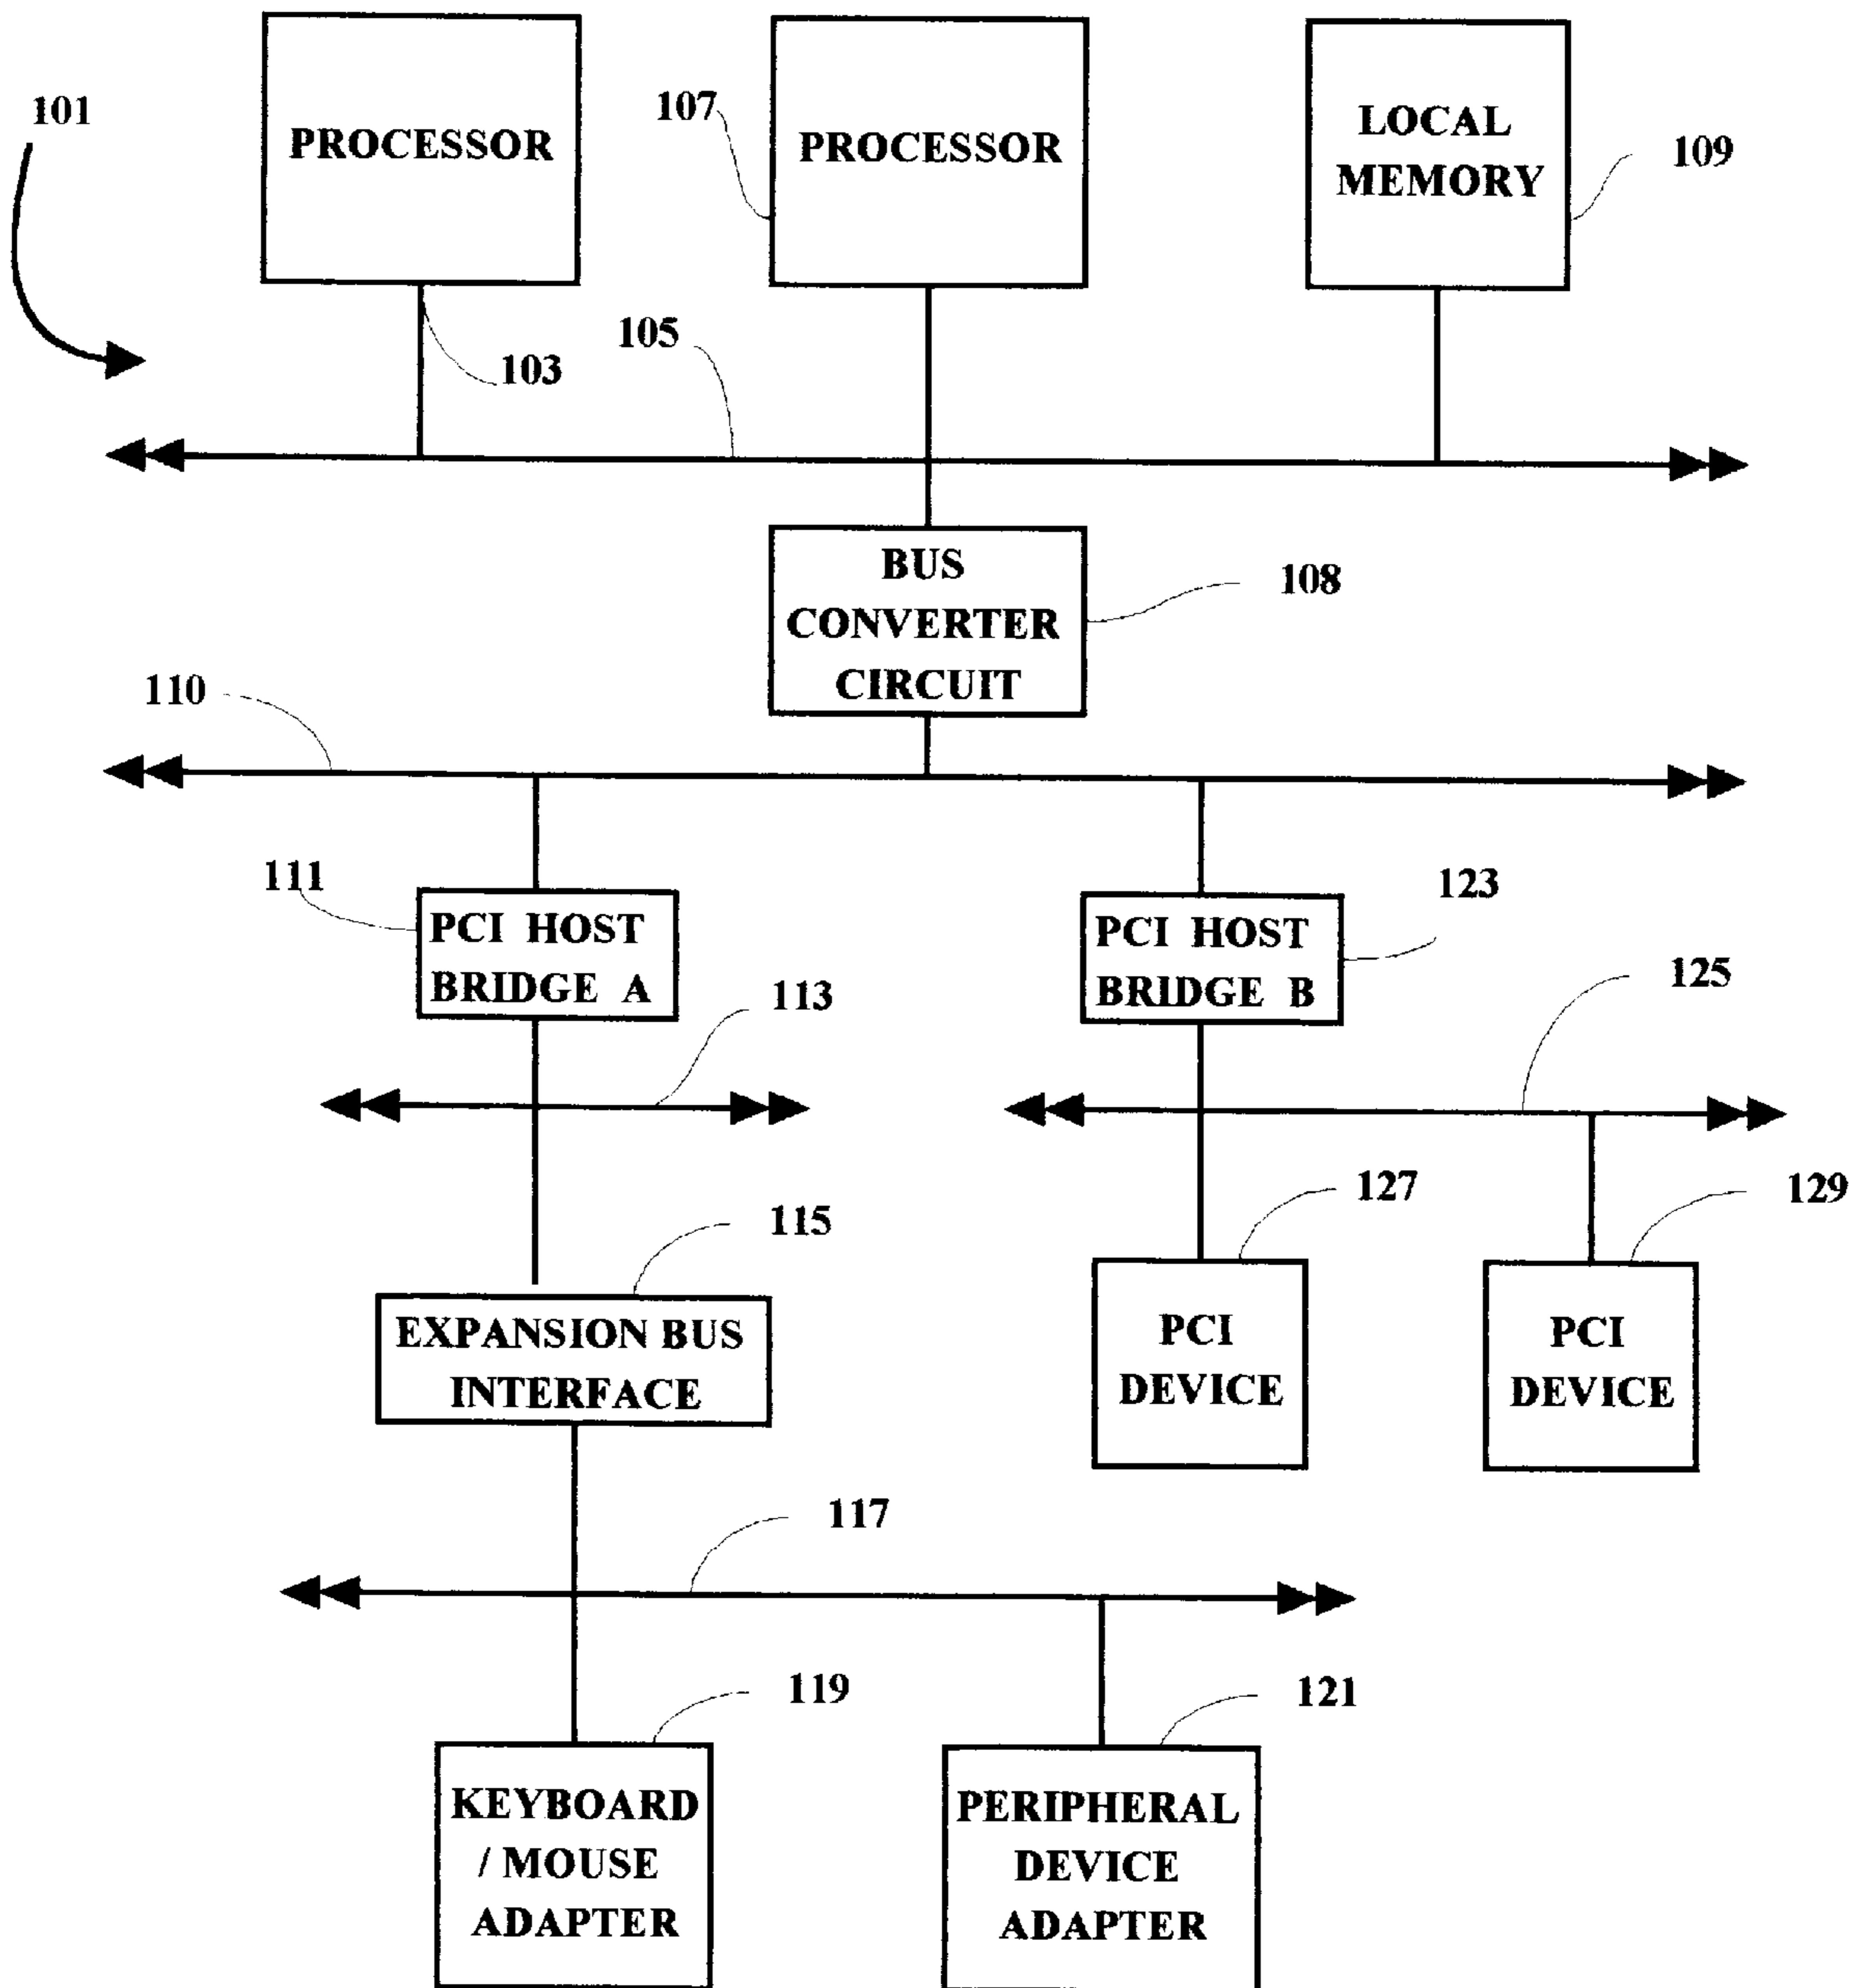 101
PROCESSOR
107
PROCESSOR
LOCAL
MEMORY
109
105
103
BUS
CONVERTER
CIRCUIT
108
110
111
PCI HOST
BRIDGE A
113
PCI HOST
BRIDGE B
123
125
115
EXPANSION BUS
INTERFACE
127
PCI
DEVICE
129
PCI
DEVICE
117
119
KEYBOARD
/ MOUSE
ADAPTER
121
PERIPHERAL
DEVICE
ADAPTER